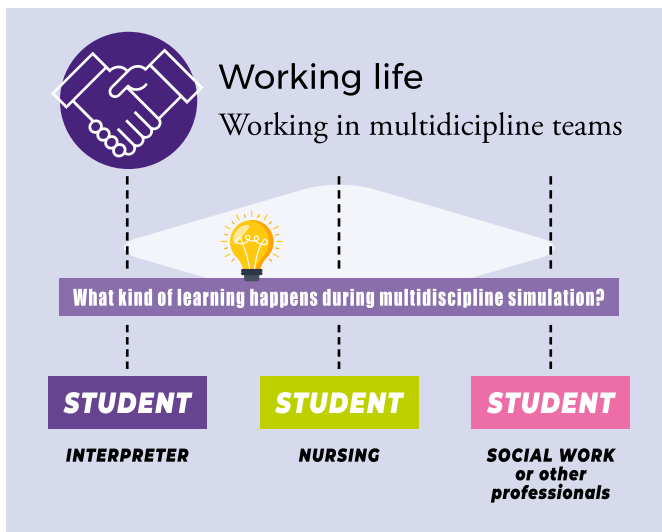 Working life
Working in multidicipline teams
What kind of learning happens during multidiscipline simulation?
STUDENT
STUDENT
STUDENT
INTERPRETER
NURSING
SOCIAL WORK
or other
professionals